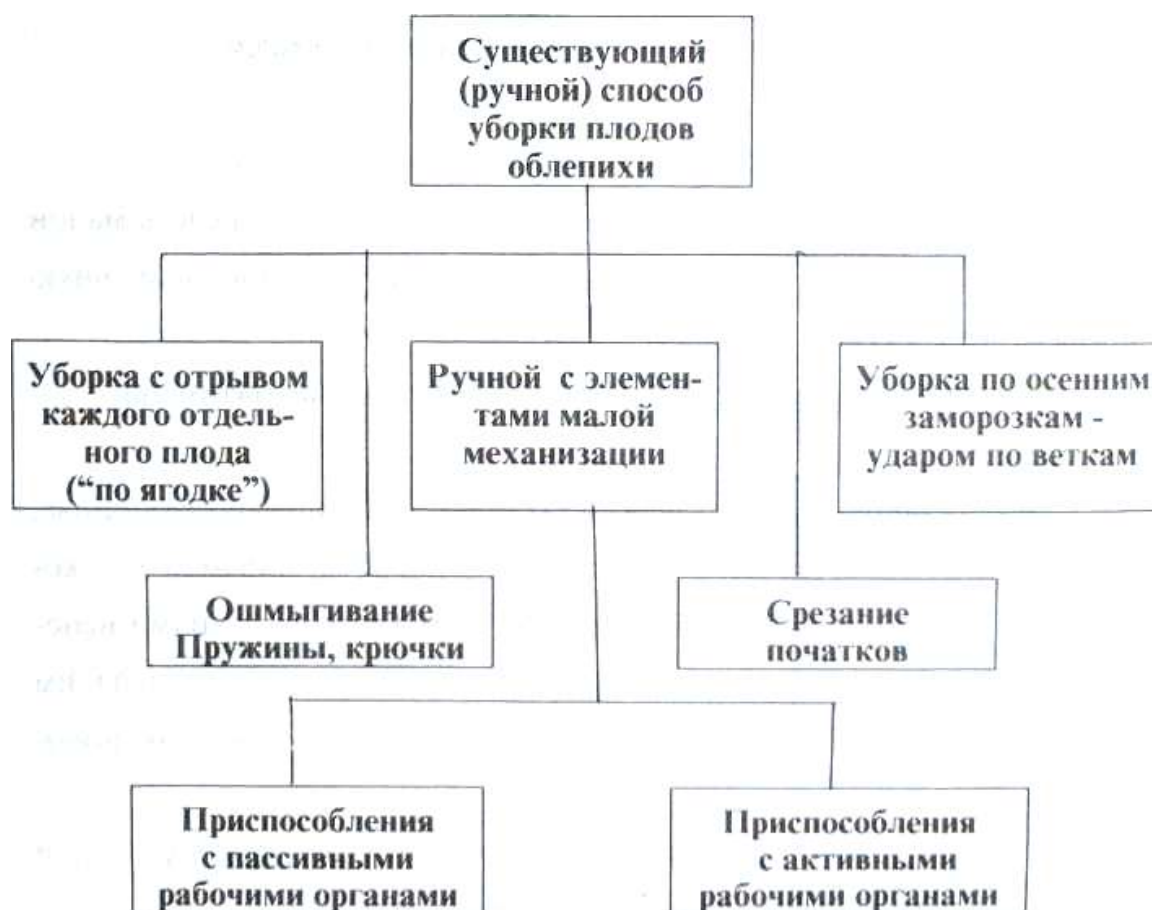 Существующий
(ручной) способ
уборки плодов
облепихи
Уборка с отрывом
каждого отдель-
ного плода
(“по ягодке”)
Ручной с элемен-
тами малой
механизации
Уборка по осенним
заморозкам -
ударом по веткам
Ошмыгивание
Пружины, крючки
Срезание
початков
Приспособления
с пассивными
рабочими органами
Приспособления
с активными
рабочими органами